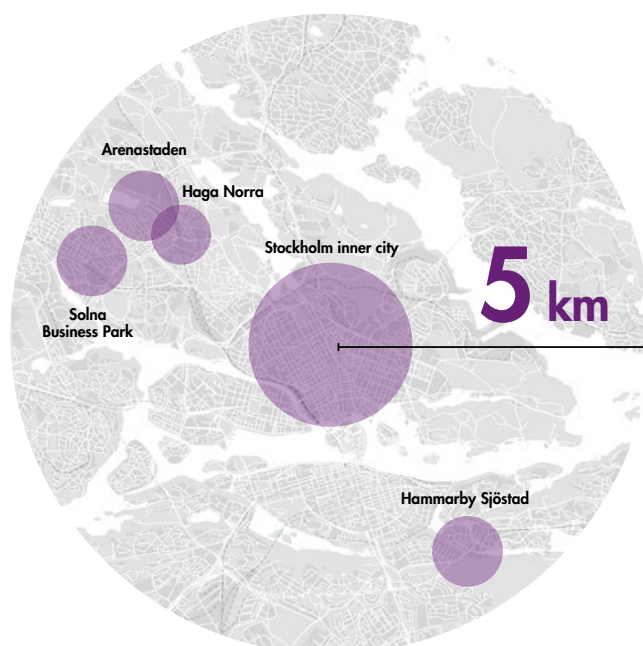 Arenastaden
Haga Norra
Stockholm inner city
5 km
Solna
Business Park
Hammarby Sjöstad